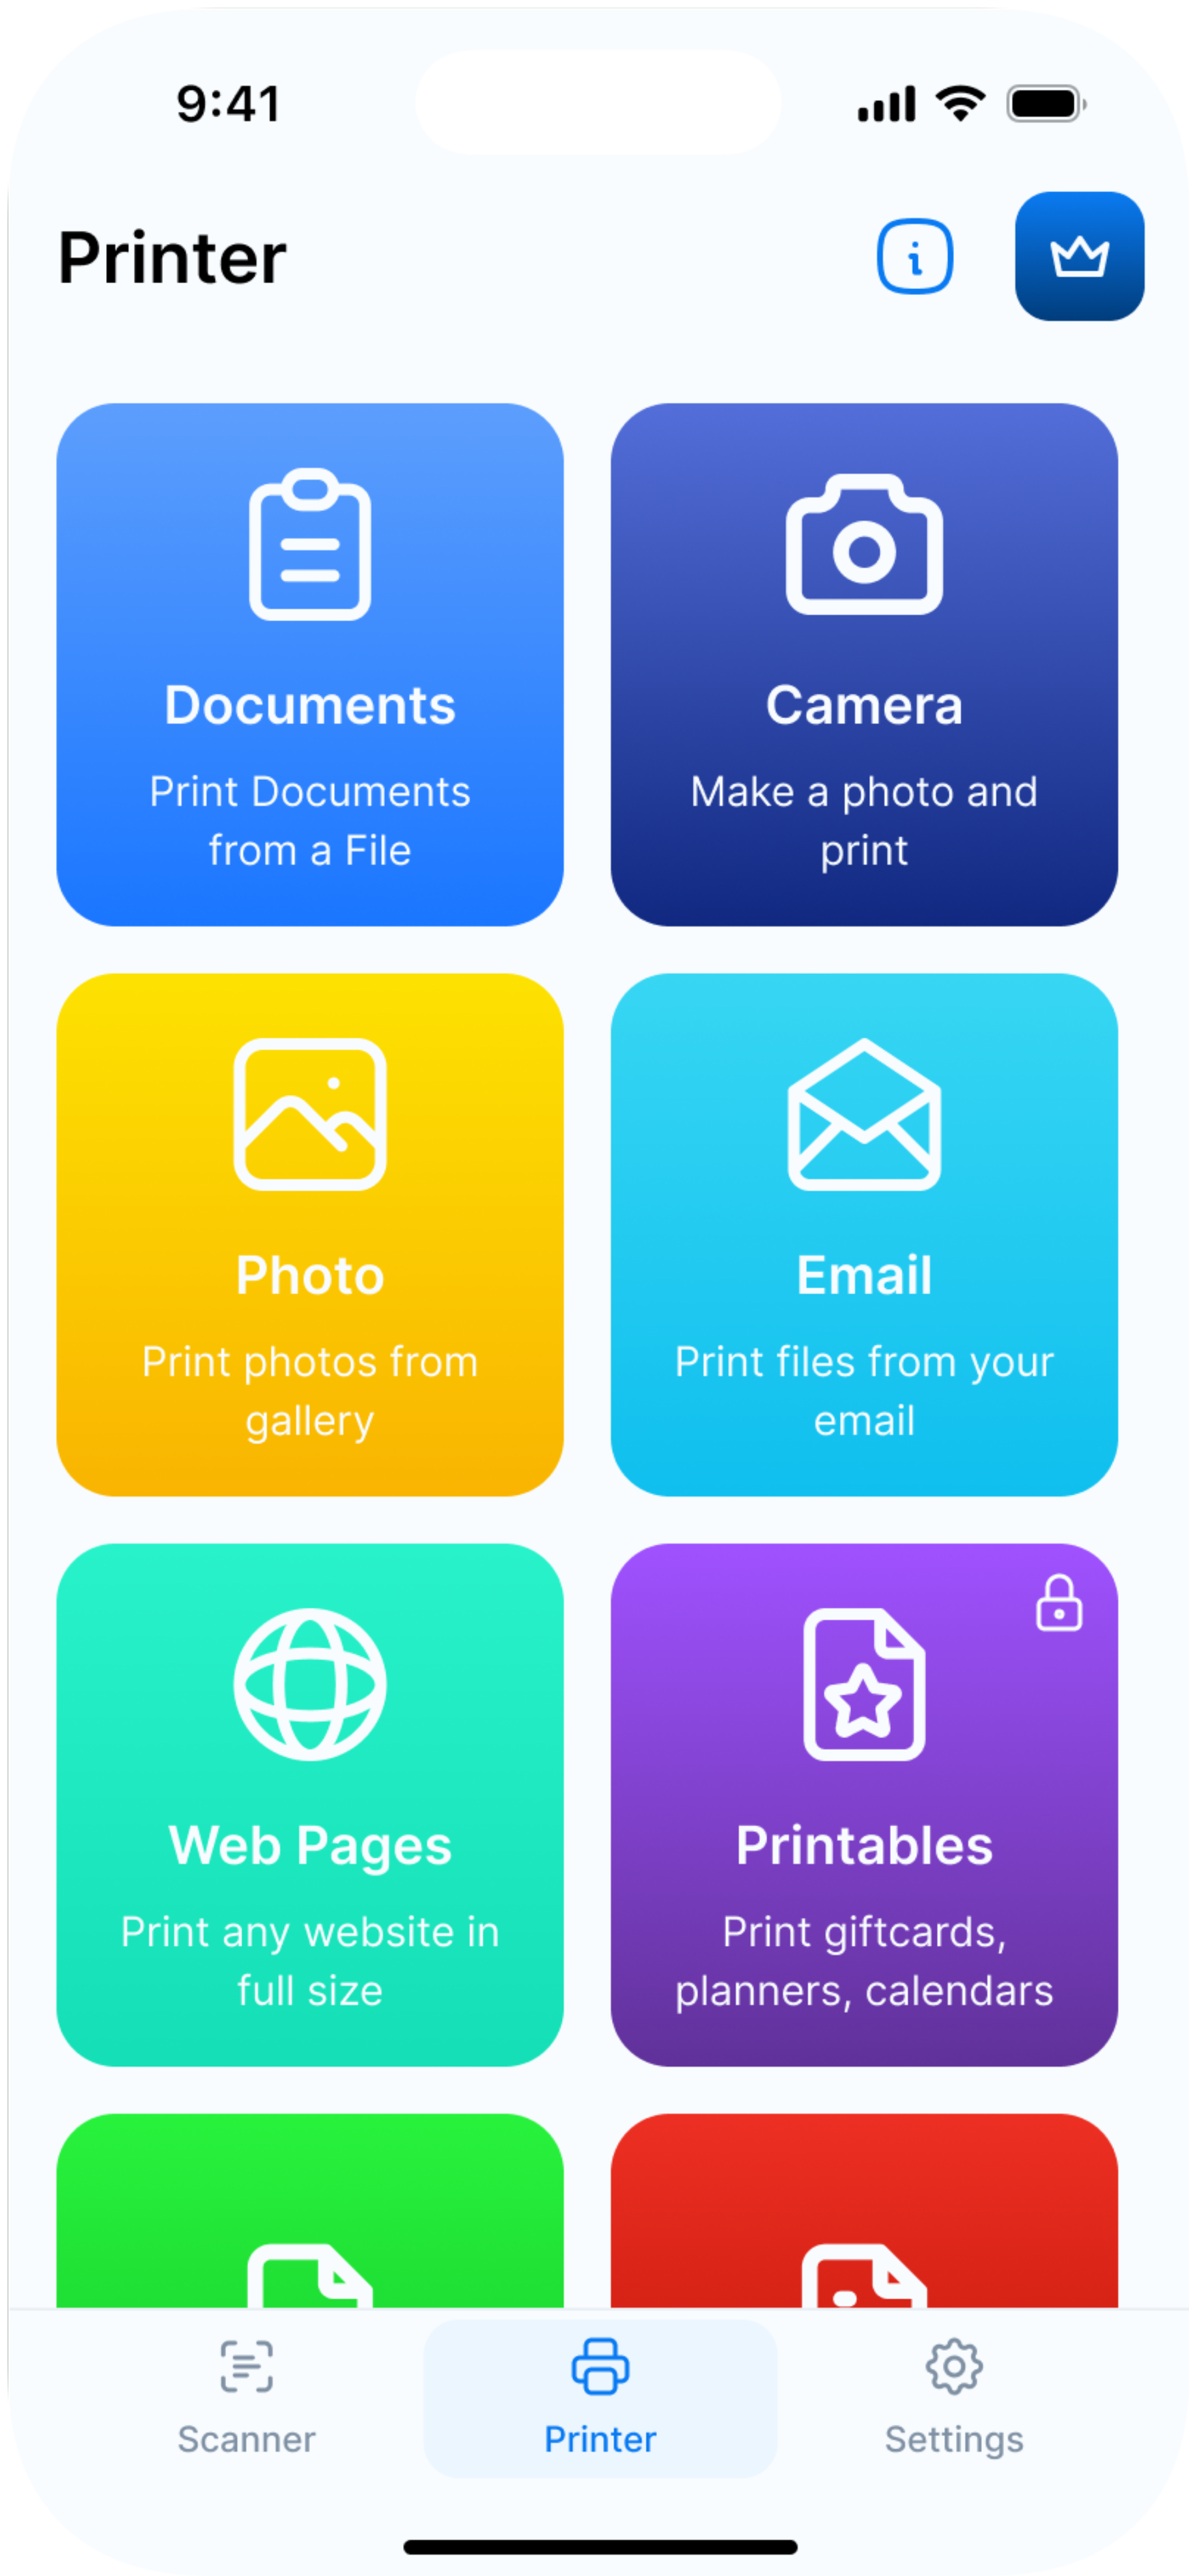 9:41
Printer
Documents
Print Documents
from a File
Camera
Make a photo and
print
Photo
Print photos from
gallery
Email
Print files from your
email
Web Pages
Print any website in
full size
Printables
Print giftcards,
planners, calendars
Scanner
Printer
Settings